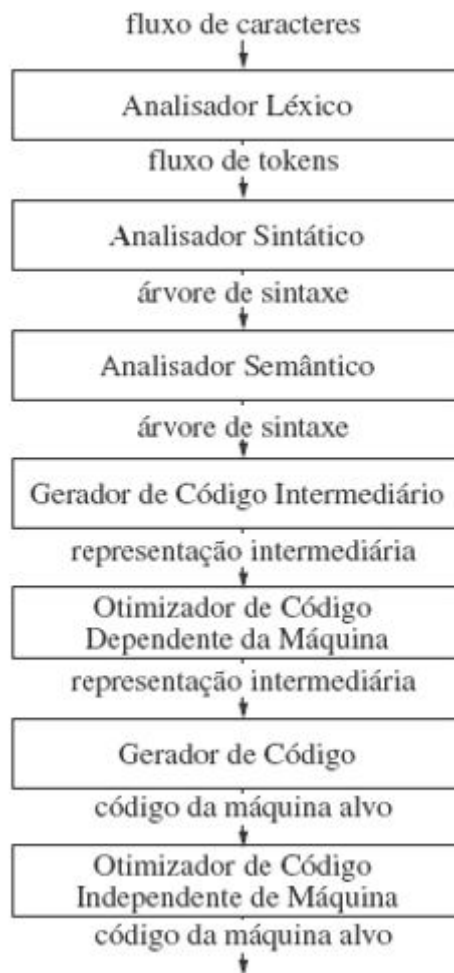 fluxo de caracteres
Analisador Léxico
fluxo de tokens
Analisador Sintático
árvore de sintaxe
Analisador Semântico
árvore de sintaxe
Gerador de Código Intermediário
representação intermediária
Otimizador de Código
Dependente da Máquina
representação intermediária
Gerador de Código
código da máquina alvo
Otimizador de Código
Independente de Máquina
código da máquina alvo